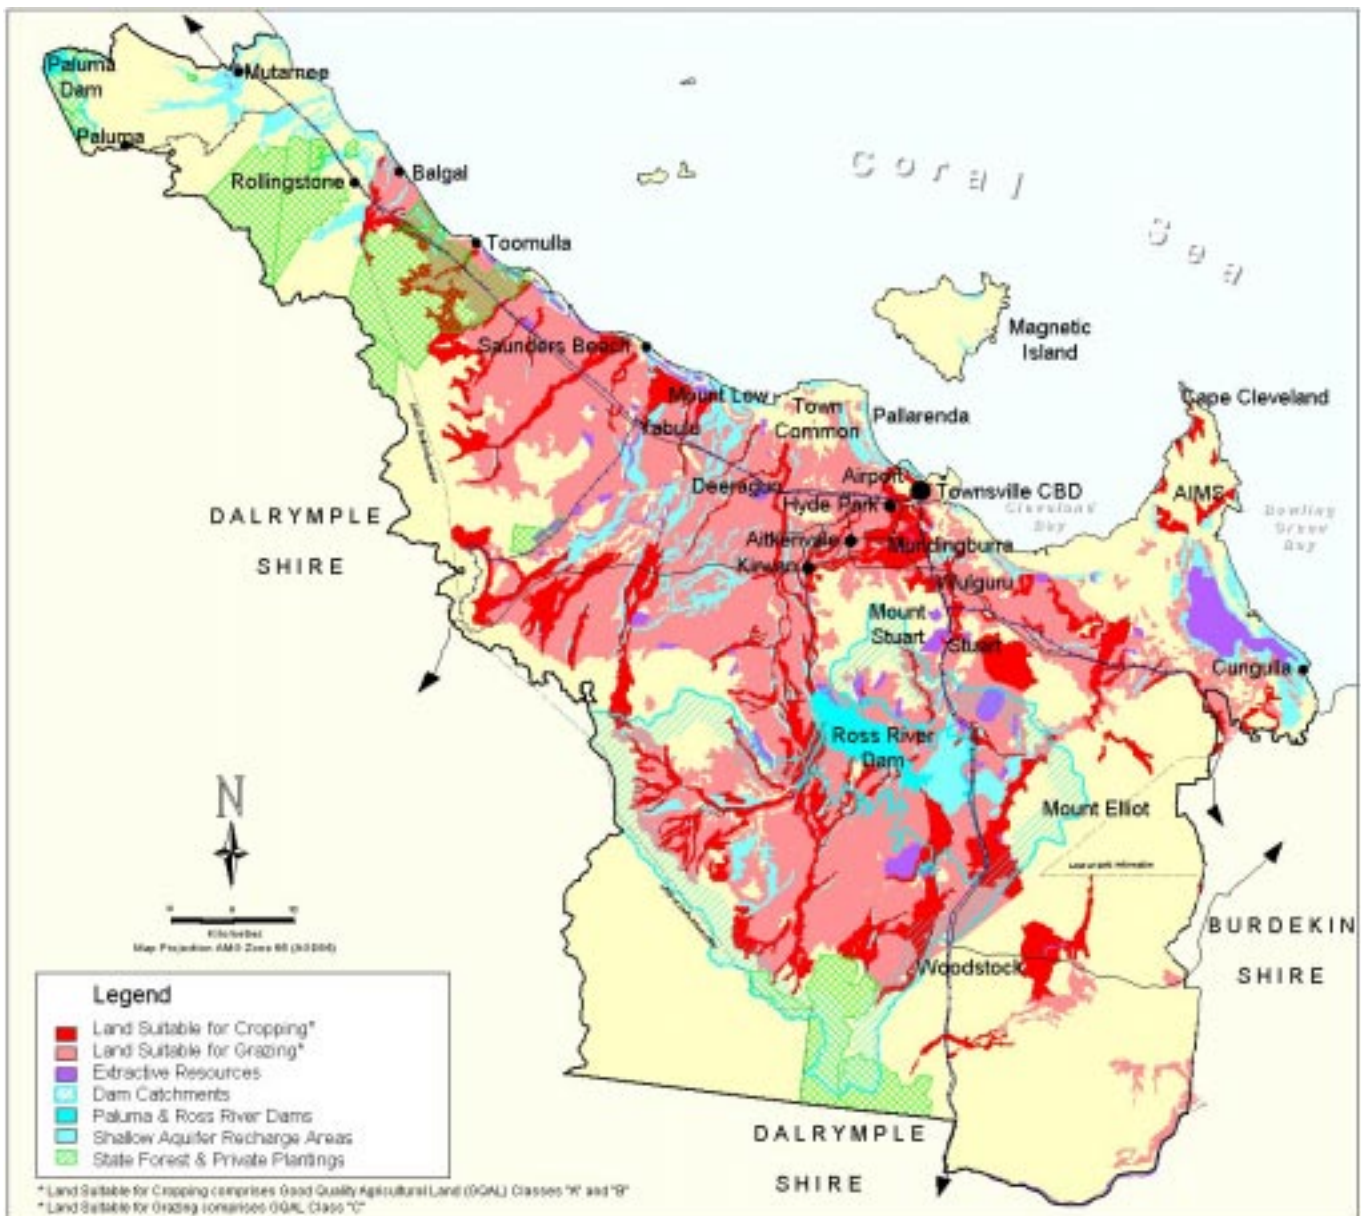 Paluma
Dam
Mutarnee
Paluma
Rollingstone
Balgal
Toomulla
Coral
Sea
Magnetic
Island
Saunders Beach
Mount Low
Town
Common
Pallarenda
Cape Cleveland
Yabulu
Deeragun
Airport
Townsville CBD
Hyde Park
Cleveland
Bay
AIMS
Bowling
Green
Bay
DALRYMPLE
SHIRE
Aitkenvale
Mundingburra
Kirwan
Wulguru
Mount
Stuart
Stuart
Cungulla
Ross River
Dam
Mount Elliot
N
Kilometres
BURDEKIN
SHIRE
Woodstock
DALRYMPLE
SHIRE
Legend
Land Suitable for Cropping*
Land Suitable for Grazing*
Extractive Resources
Dam Catchments
Paluma & Ross River Dams
Shallow Aquifer Recharge Areas
State Forest & Private Plantings
* Land Suitable for Cropping comprises Good Quality Agricultural Land (GQAL) Classes "A" and "B"
* Land Suitable for Grazing comprises GQAL Class "C"